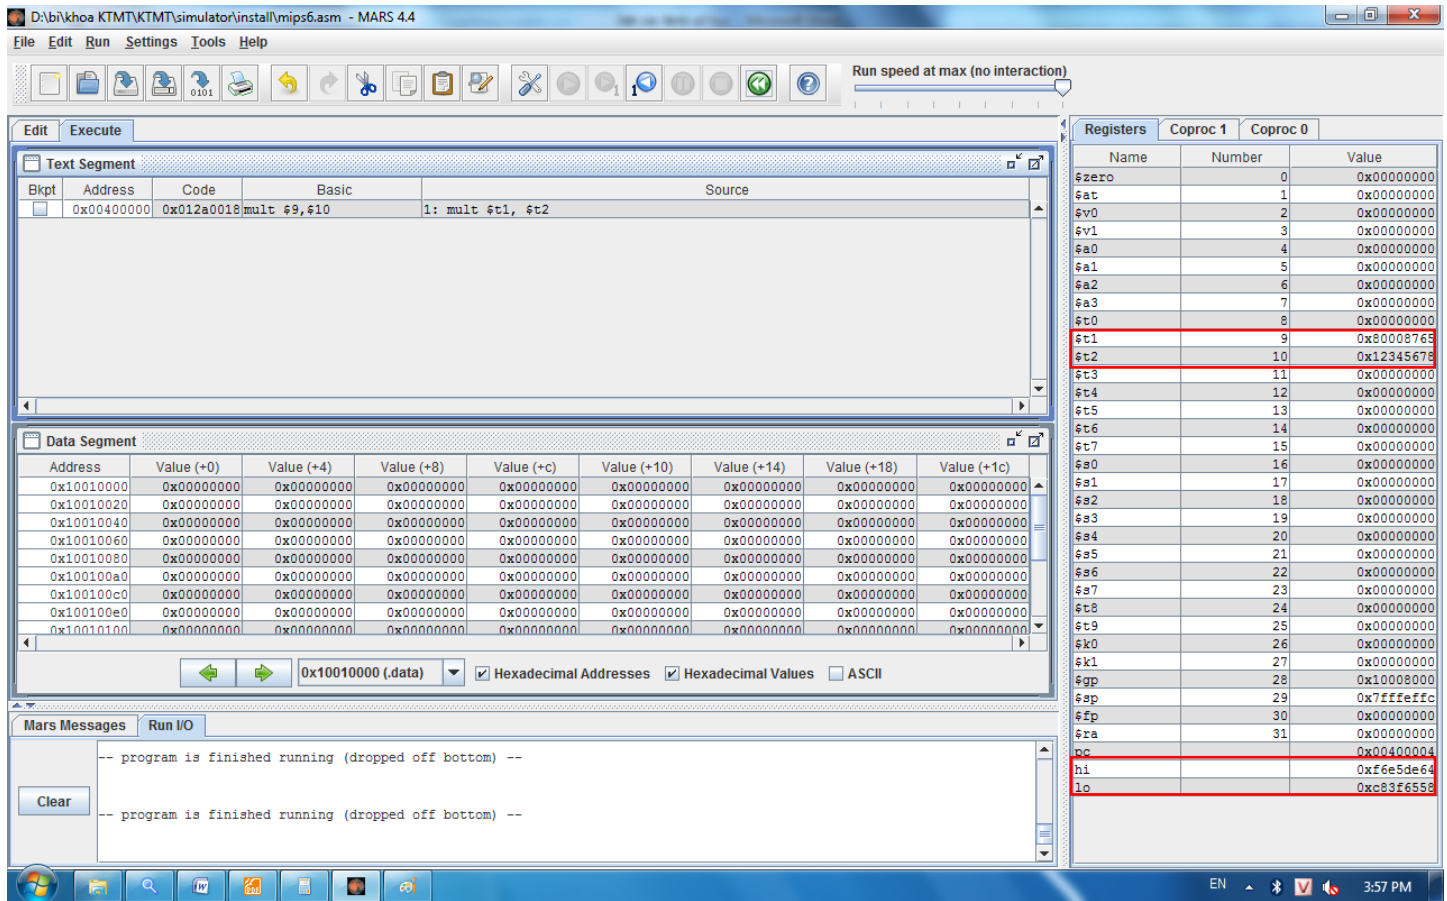 D:\bi\khoa KTMT\KTMT\simulator\install\mips6.asm - MARS 4.4
File Edit Run Settings Tools Help
Run speed at max (no interaction)
Edit Execute
Text Segment
Bkpt Address Code Basic Source
0x00400000 0x012a0018 mult $9,$10 1: mult $t1, $t2
Data Segment
Address Value (+0) Value (+4) Value (+8) Value (+c) Value (+10) Value (+14) Value (+18) Value (+1c)
0x10010000 0x00000000 0x00000000 0x00000000 0x00000000 0x00000000 0x00000000 0x00000000 0x00000000
0x10010020 0x00000000 0x00000000 0x00000000 0x00000000 0x00000000 0x00000000 0x00000000 0x00000000
0x10010040 0x00000000 0x00000000 0x00000000 0x00000000 0x00000000 0x00000000 0x00000000 0x00000000
0x10010060 0x00000000 0x00000000 0x00000000 0x00000000 0x00000000 0x00000000 0x00000000 0x00000000
0x10010080 0x00000000 0x00000000 0x00000000 0x00000000 0x00000000 0x00000000 0x00000000 0x00000000
0x100100a0 0x00000000 0x00000000 0x00000000 0x00000000 0x00000000 0x00000000 0x00000000 0x00000000
0x100100c0 0x00000000 0x00000000 0x00000000 0x00000000 0x00000000 0x00000000 0x00000000 0x00000000
0x100100e0 0x00000000 0x00000000 0x00000000 0x00000000 0x00000000 0x00000000 0x00000000 0x00000000
0x10010100 0x00000000 0x00000000 0x00000000 0x00000000 0x00000000 0x00000000 0x00000000 0x00000000
0x10010000 (.data) Hexadecimal Addresses Hexadecimal Values ASCII
Mars Messages Run I/O
-- program is finished running (dropped off bottom) --
Clear
-- program is finished running (dropped off bottom) --
Registers Coproc 1 Coproc 0
Name Number Value
$zero 0 0x00000000
$at 1 0x00000000
$v0 2 0x00000000
$v1 3 0x00000000
$a0 4 0x00000000
$a1 5 0x00000000
$a2 6 0x00000000
$a3 7 0x00000000
$t0 8 0x00000000
$t1 9 0x80008765
$t2 10 0x12345678
$t3 11 0x00000000
$t4 12 0x00000000
$t5 13 0x00000000
$t6 14 0x00000000
$t7 15 0x00000000
$s0 16 0x00000000
$s1 17 0x00000000
$s2 18 0x00000000
$s3 19 0x00000000
$s4 20 0x00000000
$s5 21 0x00000000
$s6 22 0x00000000
$s7 23 0x00000000
$t8 24 0x00000000
$t9 25 0x00000000
$k0 26 0x00000000
$k1 27 0x00000000
$gp 28 0x10008000
$sp 29 0x7fffeffc
$fp 30 0x00000000
$ra 31 0x00000000
pc 0x00400004
hi 0xf6e5de64
lo 0xc83f6558
EN 3:57 PM